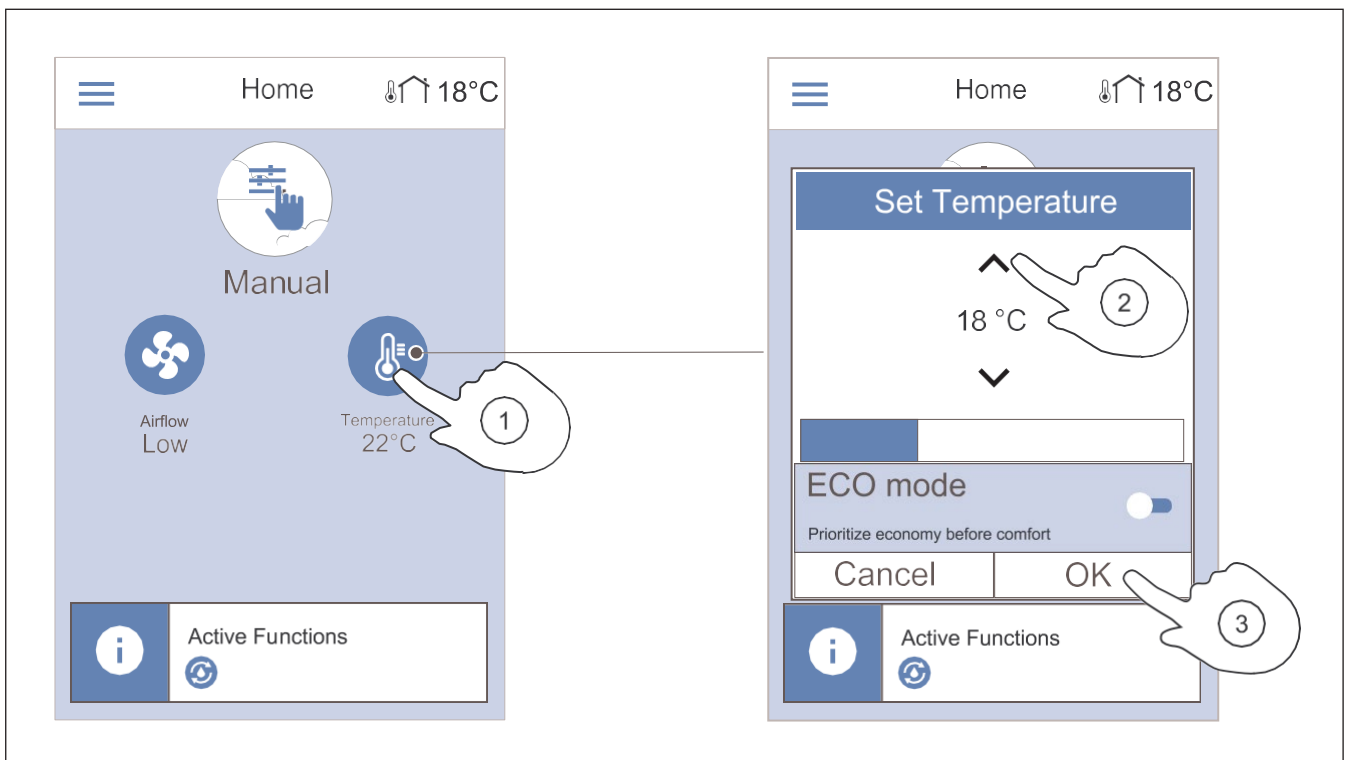 Home
18°C
Manual
Airflow
Low
Temperature
22°C
1
Active Functions
Home
18°C
Set Temperature
2
18 °C
ECO mode
Prioritize economy before comfort
Cancel
OK
3
Active Functions